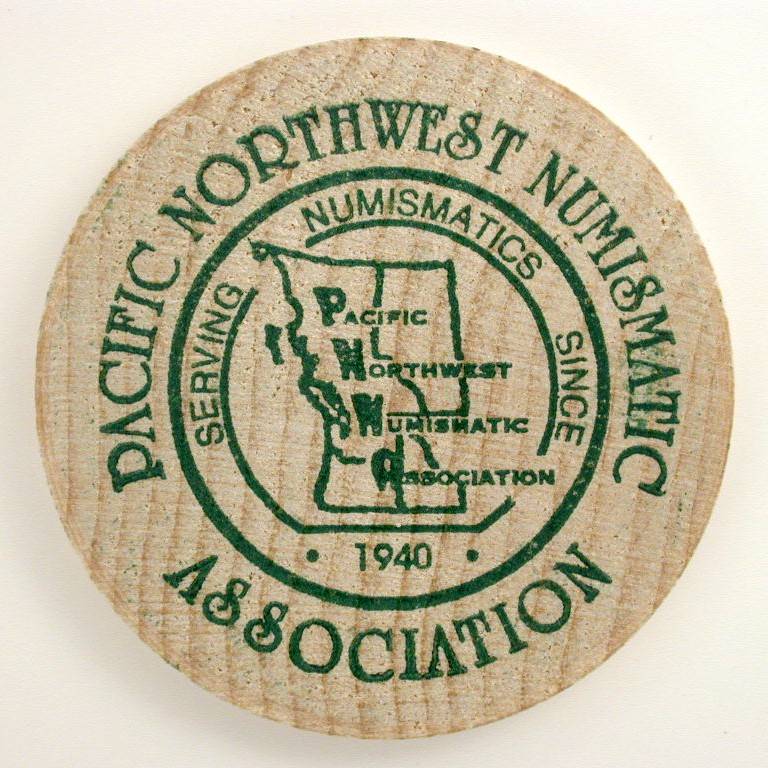 PACIFIC NORTHWEST NUMISMATIC
ASSOCIATION
SERVING NUMISMATICS SINCE
• 1940 •
PACIFIC
NORTHWEST
NUMISMATIC
ASSOCIATION